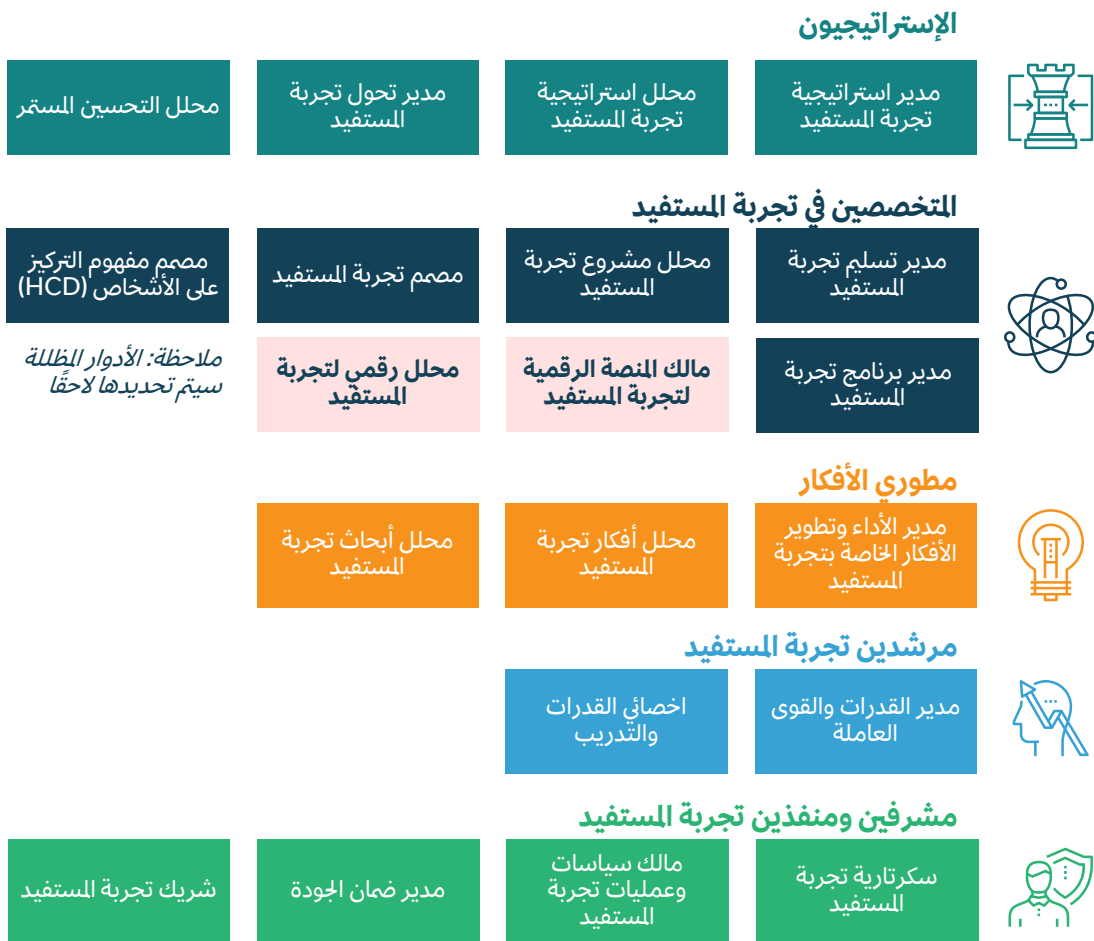 الإستراتيجيون
مدير استراتيجية
تجربة المستفيد
محلل استراتيجية
تجربة المستفيد
مدير تحول تجربة
المستفيد
محلل التحسين المستمر
المتخصصين في تجربة المستفيد
مدير تسليم تجربة
المستفيد
محلل مشروع تجربة
المستفيد
مصمم تجربة المستفيد
مصمم مفهوم التركيز
على الأشخاص (HCD)
مدير برنامج تجربة
المستفيد
مالك المنصة الرقمية
لتجربة المستفيد
محلل رقمي لتجربة
المستفيد
ملاحظة: الأدوار المظللة
سيتم تحديدها لاحقًا
مطوري الأفكار
مدير الأداء وتطوير
الأفكار الخاصة بتجربة
المستفيد
محلل أفكار تجربة
المستفيد
محلل أبحاث تجربة
المستفيد
مرشدين تجربة المستفيد
مدير القدرات والقوى
العاملة
اخصائي القدرات
والتدريب
مشرفين ومنفذين تجربة المستفيد
سكرتارية تجربة
المستفيد
مالك سياسات
وعمليات تجربة
المستفيد
مدير ضمان الجودة
شريك تجربة المستفيد